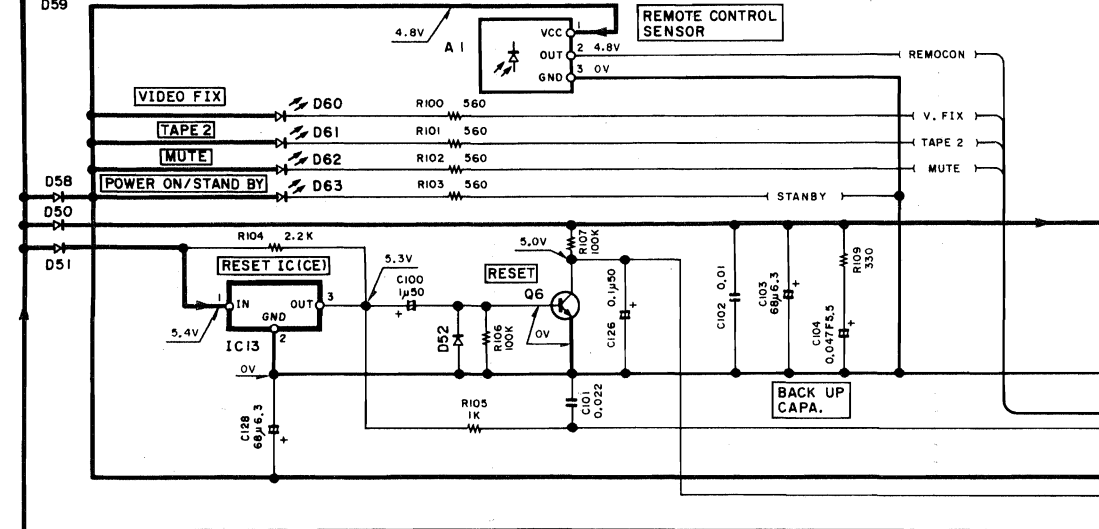 D59
REMOTE CONTROL
SENSOR
4.8V
A1
VCC 1
OUT 2 4.8V
GND 3 0V
REMOCON
VIDEO FIX
D60
R100 560
V. FIX
TAPE 2
D61
R101 560
TAPE 2
MUTE
D62
R102 560
MUTE
D58
POWER ON/STAND BY
D63
R103 560
STANBY
D50
D51
R104 2.2K
RESET IC(CE)
5.3V
5.0V
R107
100K
RESET
C100
1μ50
+
1 IN
OUT 3
GND
2
5.4V
IC13
Q6
0V
D52
R106
100K
C126 0.1μ50
+
C102 0.01
C103
68μ6.3
+
R109
330
C104
0.047F5.5
+
0V
C128
68μ6.3
+
R105
1K
C101
0.022
BACK UP
CAPA.